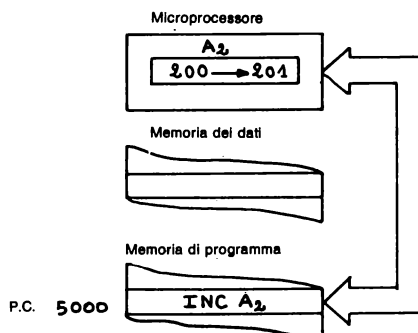 Microprocessore
A2
200 → 201
Memoria dei dati
Memoria di programma
P.C. 5000 INC A2